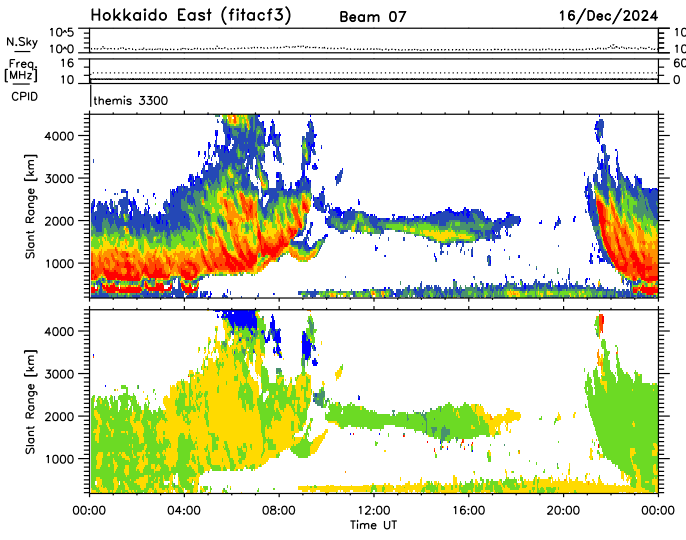 Hokkaido East (fitacf3) Beam 07 16/Dec/2024
N.Sky 10^5 10^0
Freq. [MHz] 16 10 60 0
CPID themis 3300
Slant Range [km] 4000 3000 2000 1000
Slant Range [km] 4000 3000 2000 1000
00:00 04:00 08:00 12:00 16:00 20:00 00:00
Time UT